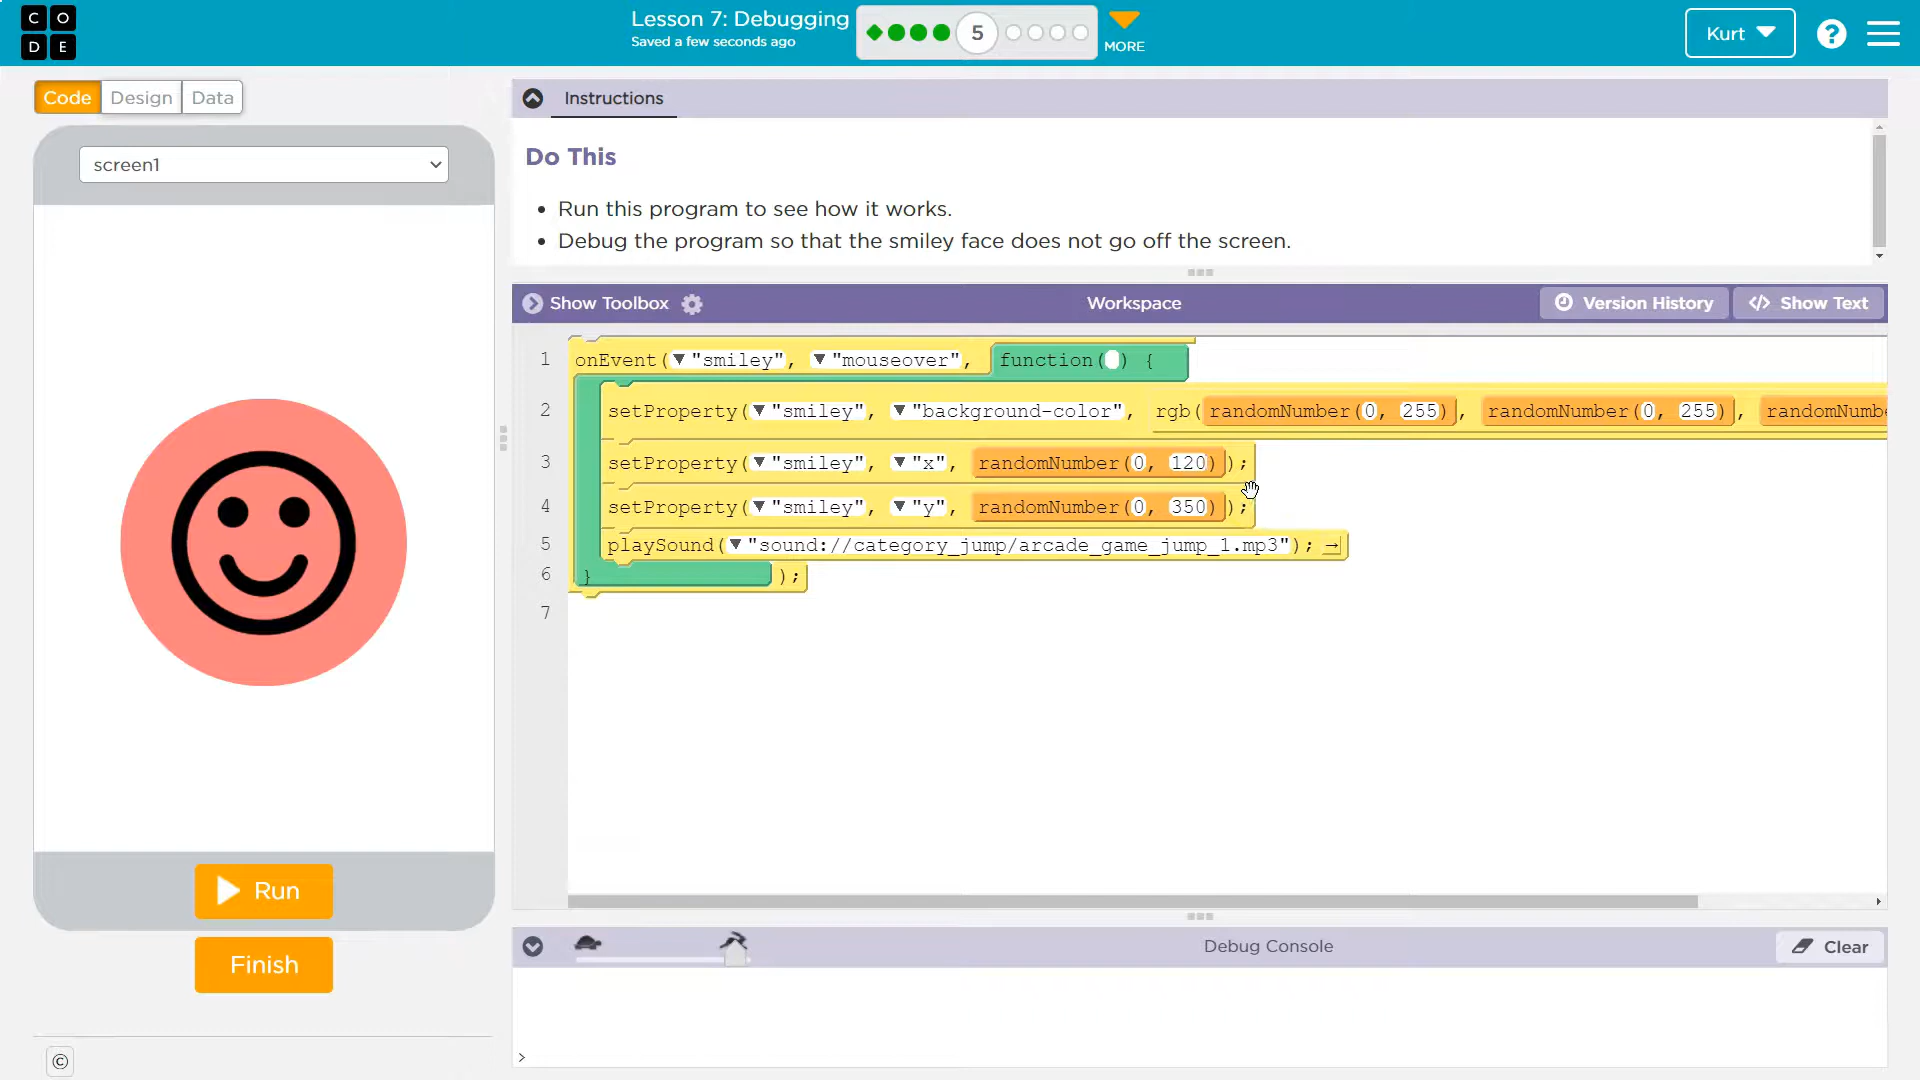 C O
D E
Lesson 7: Debugging
Saved a few seconds ago
5
MORE
Kurt
?
Code
Design
Data
Instructions
screen1
Do This
Run this program to see how it works.
Debug the program so that the smiley face does not go off the screen.
Show Toolbox
Workspace
Version History
</> Show Text
1 onEvent(▼"smiley", ▼"mouseover", function() {
2 setProperty(▼"smiley", ▼"background-color", rgb(randomNumber(0, 255), randomNumber(0, 255), randomNumbe
3 setProperty(▼"smiley", ▼"x", randomNumber(0, 120));
4 setProperty(▼"smiley", ▼"y", randomNumber(0, 350));
5 playSound(▼"sound://category_jump/arcade_game_jump_1.mp3"); →
6 } );
7
Run
Finish
Debug Console
Clear
©
>